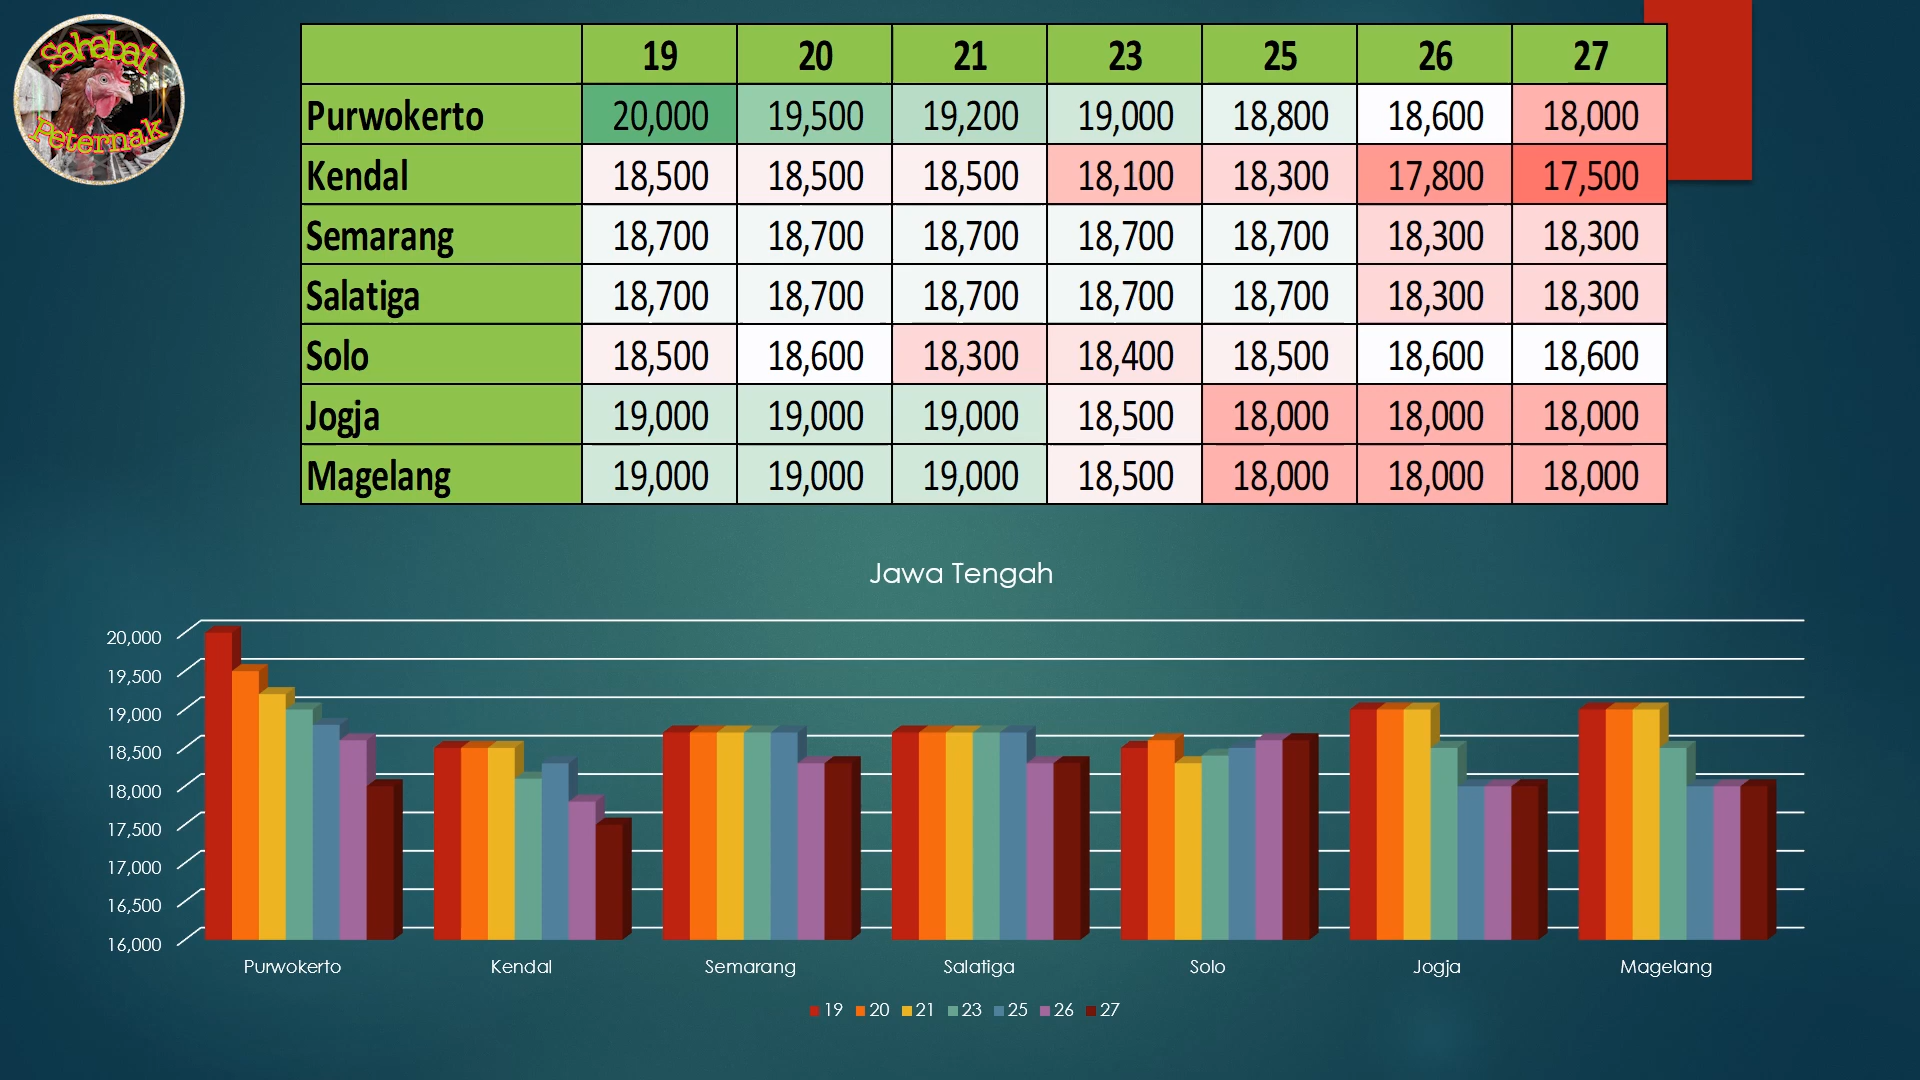 Sahabat
Peternak
19 20 21 23 25 26 27
Purwokerto 20,000 19,500 19,200 19,000 18,800 18,600 18,000
Kendal 18,500 18,500 18,500 18,100 18,300 17,800 17,500
Semarang 18,700 18,700 18,700 18,700 18,700 18,300 18,300
Salatiga 18,700 18,700 18,700 18,700 18,700 18,300 18,300
Solo 18,500 18,600 18,300 18,400 18,500 18,600 18,600
Jogja 19,000 19,000 19,000 18,500 18,000 18,000 18,000
Magelang 19,000 19,000 19,000 18,500 18,000 18,000 18,000
Jawa Tengah
20,000
19,500
19,000
18,500
18,000
17,500
17,000
16,500
16,000
Purwokerto Kendal Semarang Salatiga Solo Jogja Magelang
19 20 21 23 25 26 27